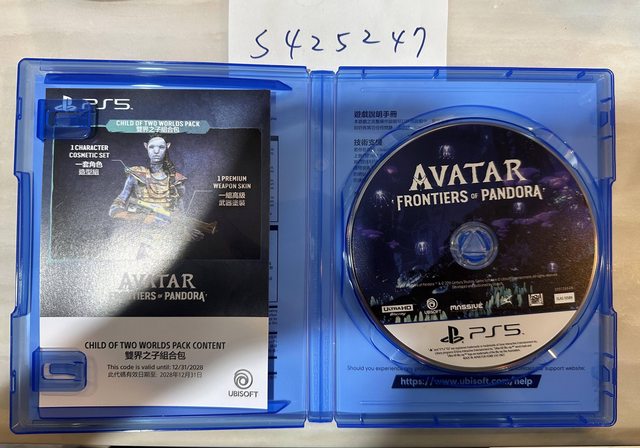 S425247
PS5
CHILD OF TWO WORLDS PACK
雙界之子組合包
1 CHARACTER
COSMETIC SET
一套角色
造型組
1 PREMIUM
WEAPON SKIN
一組高級
武器塗裝
AVATAR
FRONTIERS OF PANDORA
CHILD OF TWO WORLDS PACK CONTENT
雙界之子組合包
This code is valid until: 12/31/2028
此代碼有效日期至: 2028年12月31日
UBISOFT
遊戲說明手冊
技術支援
AVATAR
FRONTIERS OF PANDORA
ULTRA HD
UBISOFT
MASSIVE
PS5
https://www.ubisoft.com/help